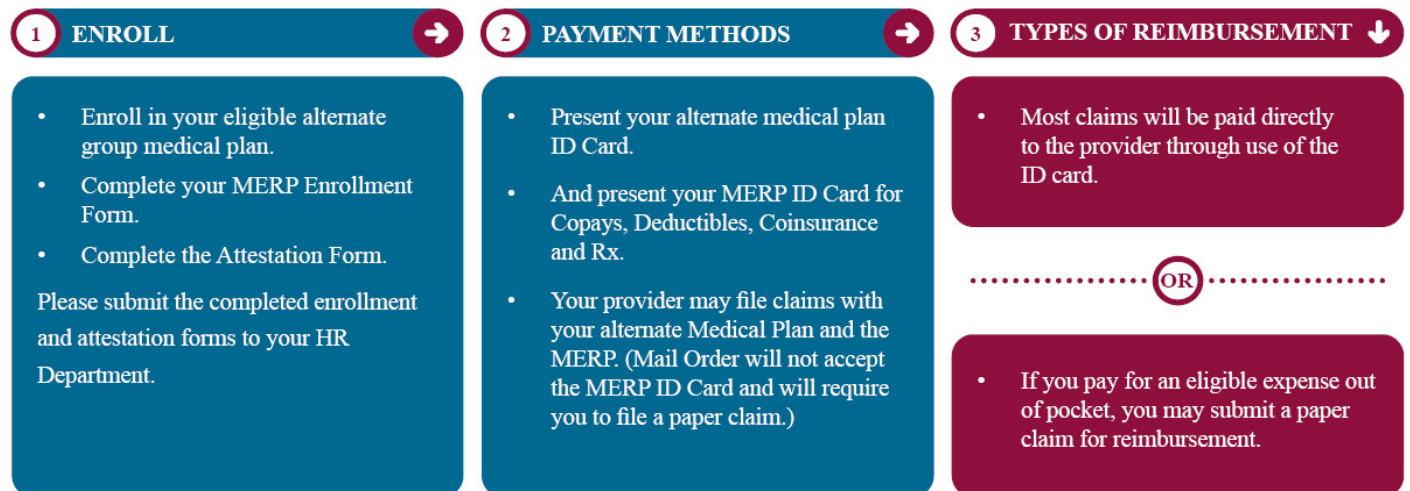 1 ENROLL
• Enroll in your eligible alternate
group medical plan.
• Complete your MERP Enrollment
Form.
• Complete the Attestation Form.
Please submit the completed enrollment
and attestation forms to your HR
Department.
2 PAYMENT METHODS
• Present your alternate medical plan
ID Card.
• And present your MERP ID Card for
Copays, Deductibles, Coinsurance
and Rx.
• Your provider may file claims with
your alternate Medical Plan and the
MERP. (Mail Order will not accept
the MERP ID Card and will require
you to file a paper claim.)
3 TYPES OF REIMBURSEMENT
• Most claims will be paid directly
to the provider through use of the
ID card.
OR
• If you pay for an eligible expense out
of pocket, you may submit a paper
claim for reimbursement.